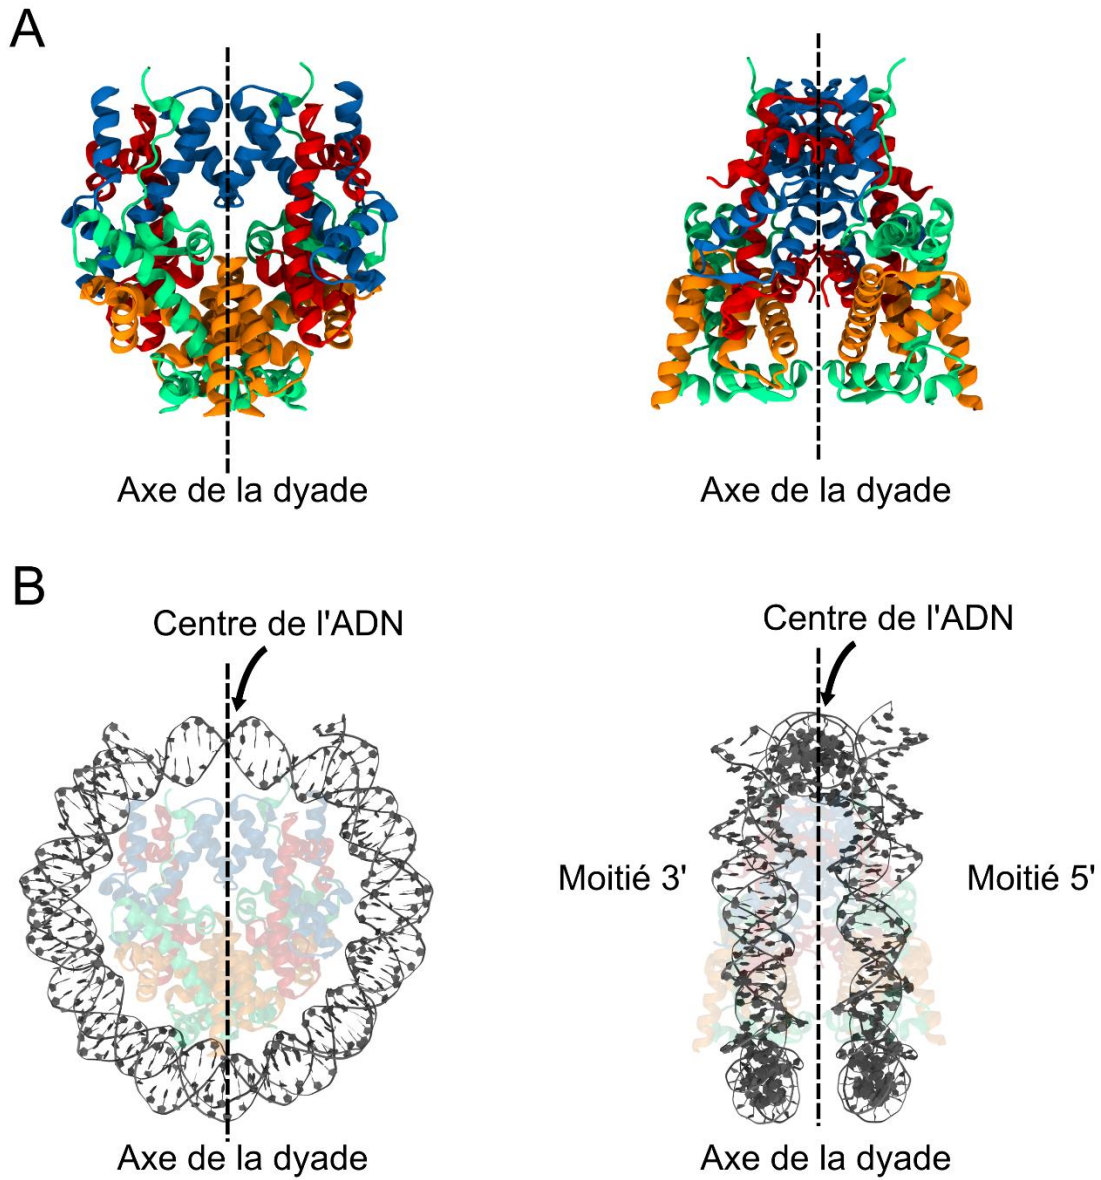 A
Axe de la dyade
Axe de la dyade
B
Centre de l'ADN
Centre de l'ADN
Moitié 3'
Moitié 5'
Axe de la dyade
Axe de la dyade